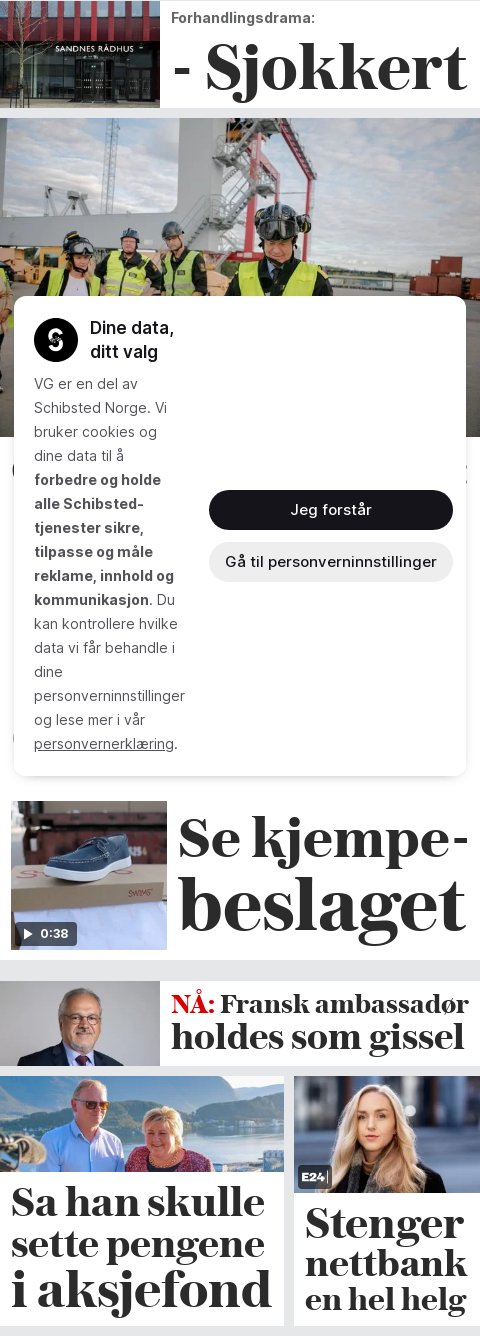 Forhandlingsdrama:
- Sjokkert
SANDNES RÅDHUS
Dine data,
ditt valg
VG er en del av
Schibsted Norge. Vi
bruker cookies og
dine data til å
forbedre og holde
alle Schibsted-
tjenester sikre,
tilpasse og måle
reklame, innhold og
kommunikasjon. Du
kan kontrollere hvilke
data vi får behandle i
dine
personverninnstillinger
og lese mer i vår
personvernerklæring.
Jeg forstår
Gå til personverninnstillinger
Se kjempe-
beslaget
SWIMS
0:38
NÅ: Fransk ambassadør
holdes som gissel
Sa han skulle
sette pengene
i aksjefond
E24
Stenger
nettbank
en hel helg